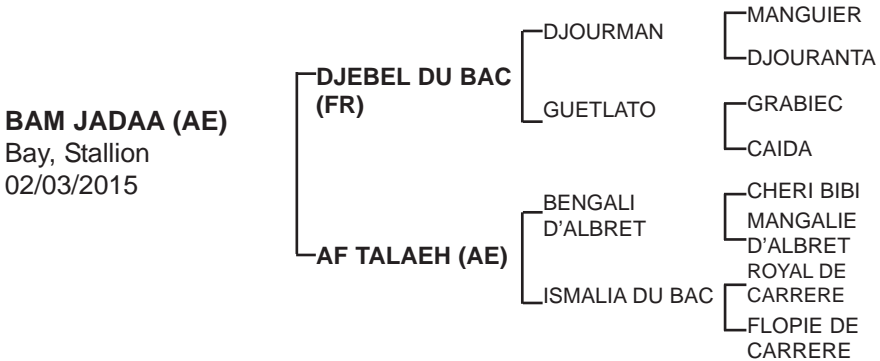 BAM JADAA (AE)
Bay, Stallion
02/03/2015
DJEBEL DU BAC
(FR)
AF TALAEH (AE)
DJOURMAN
GUETLATO
BENGALI
D'ALBRET
ISMALIA DU BAC
MANGUIER
DJOURANTA
GRABIEC
CAIDA
CHERI BIBI
MANGALIE
D'ALBRET
ROYAL DE
CARRERE
FLOPIE DE
CARRERE